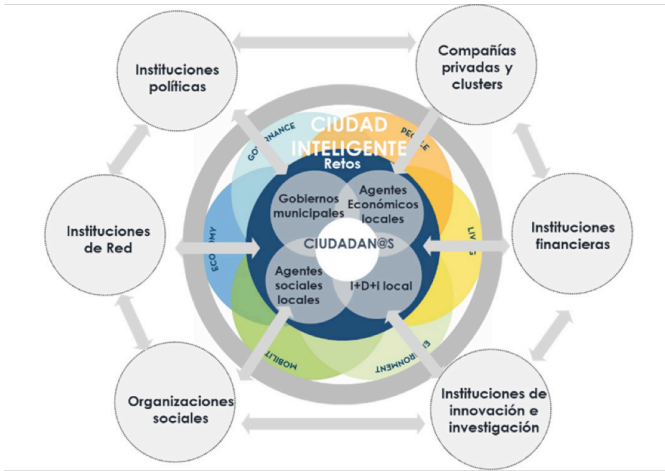 Instituciones
políticas
Compañías
privadas y
clusters
Instituciones
de Red
Instituciones
financieras
Organizaciones
sociales
Instituciones de
innovación e
investigación
CIUDAD
INTELIGENTE
Retos
GOVERNANCE
PEOPLE
ECONOMY
LIVING
MOBILITY
ENVIRONMENT
Gobiernos
municipales
Agentes
Económicos
locales
CIUDADAN@S
Agentes
sociales
locales
I+D+I local